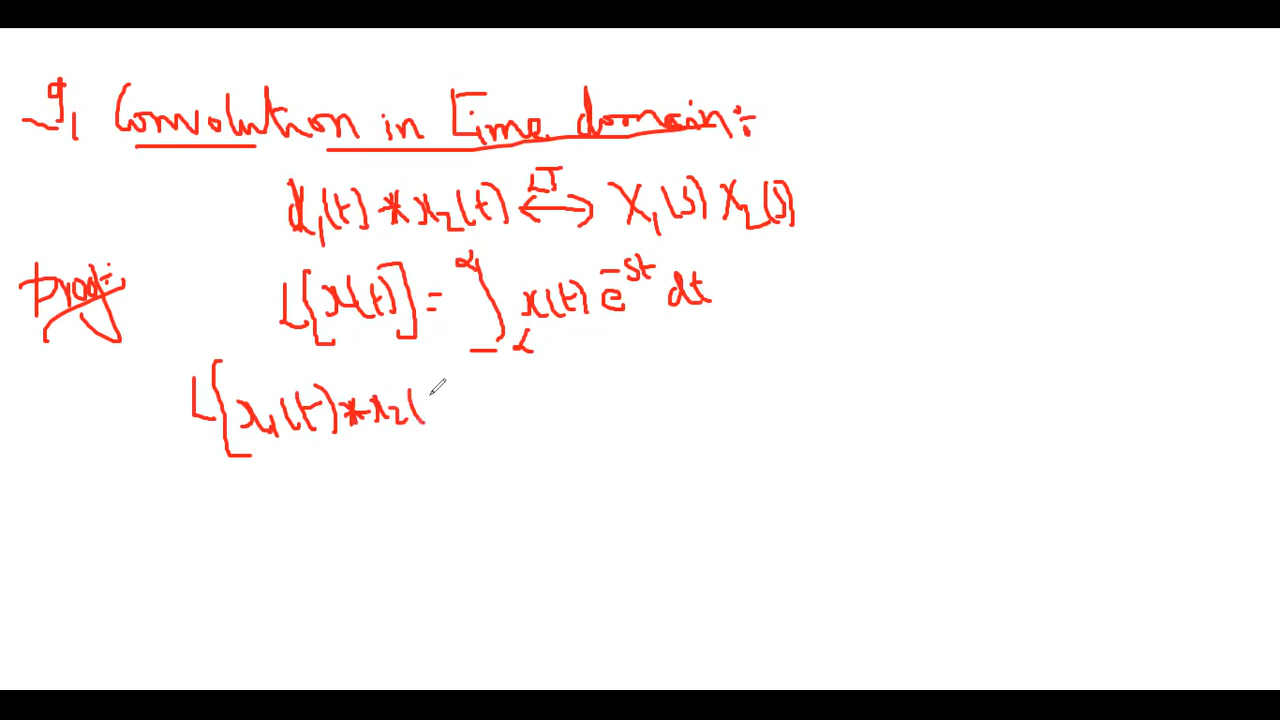 9, Convolution in time domain:-
x₁(t) * x₂(t) ⟷ᴸᵀ X₁(s) X₂(s)
Proof:-
L[x(t)] = ∫_{-∞}^{∞} x(t) e^{-st} dt
L[x₁(t) * x₂(